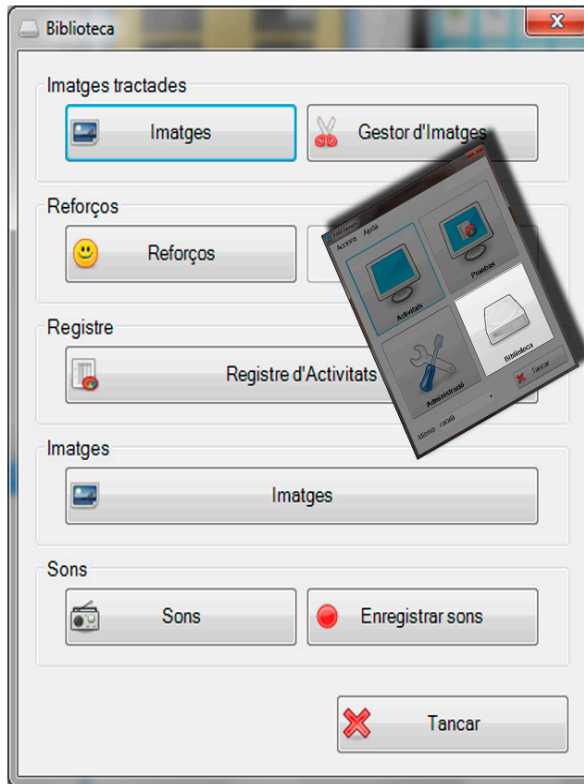 Biblioteca
Imatges tractades
Imatges
Gestor d'Imatges
Reforços
Reforços
Registre
Registre d'Activitats
Imatges
Imatges
Sons
Sons
Enregistrar sons
Tancar
Accions Ajuda
Activitats
Pruebas
Administració
Biblioteca
Idioma català
Tancar